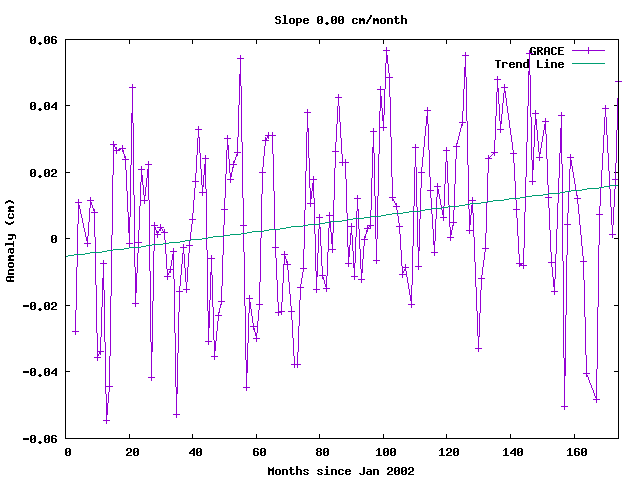 Slope 0.00 cm/month
GRACE
Trend Line
0.06
0.04
0.02
0
-0.02
-0.04
-0.06
Anomaly (cm)
0 20 40 60 80 100 120 140 160
Months since Jan 2002